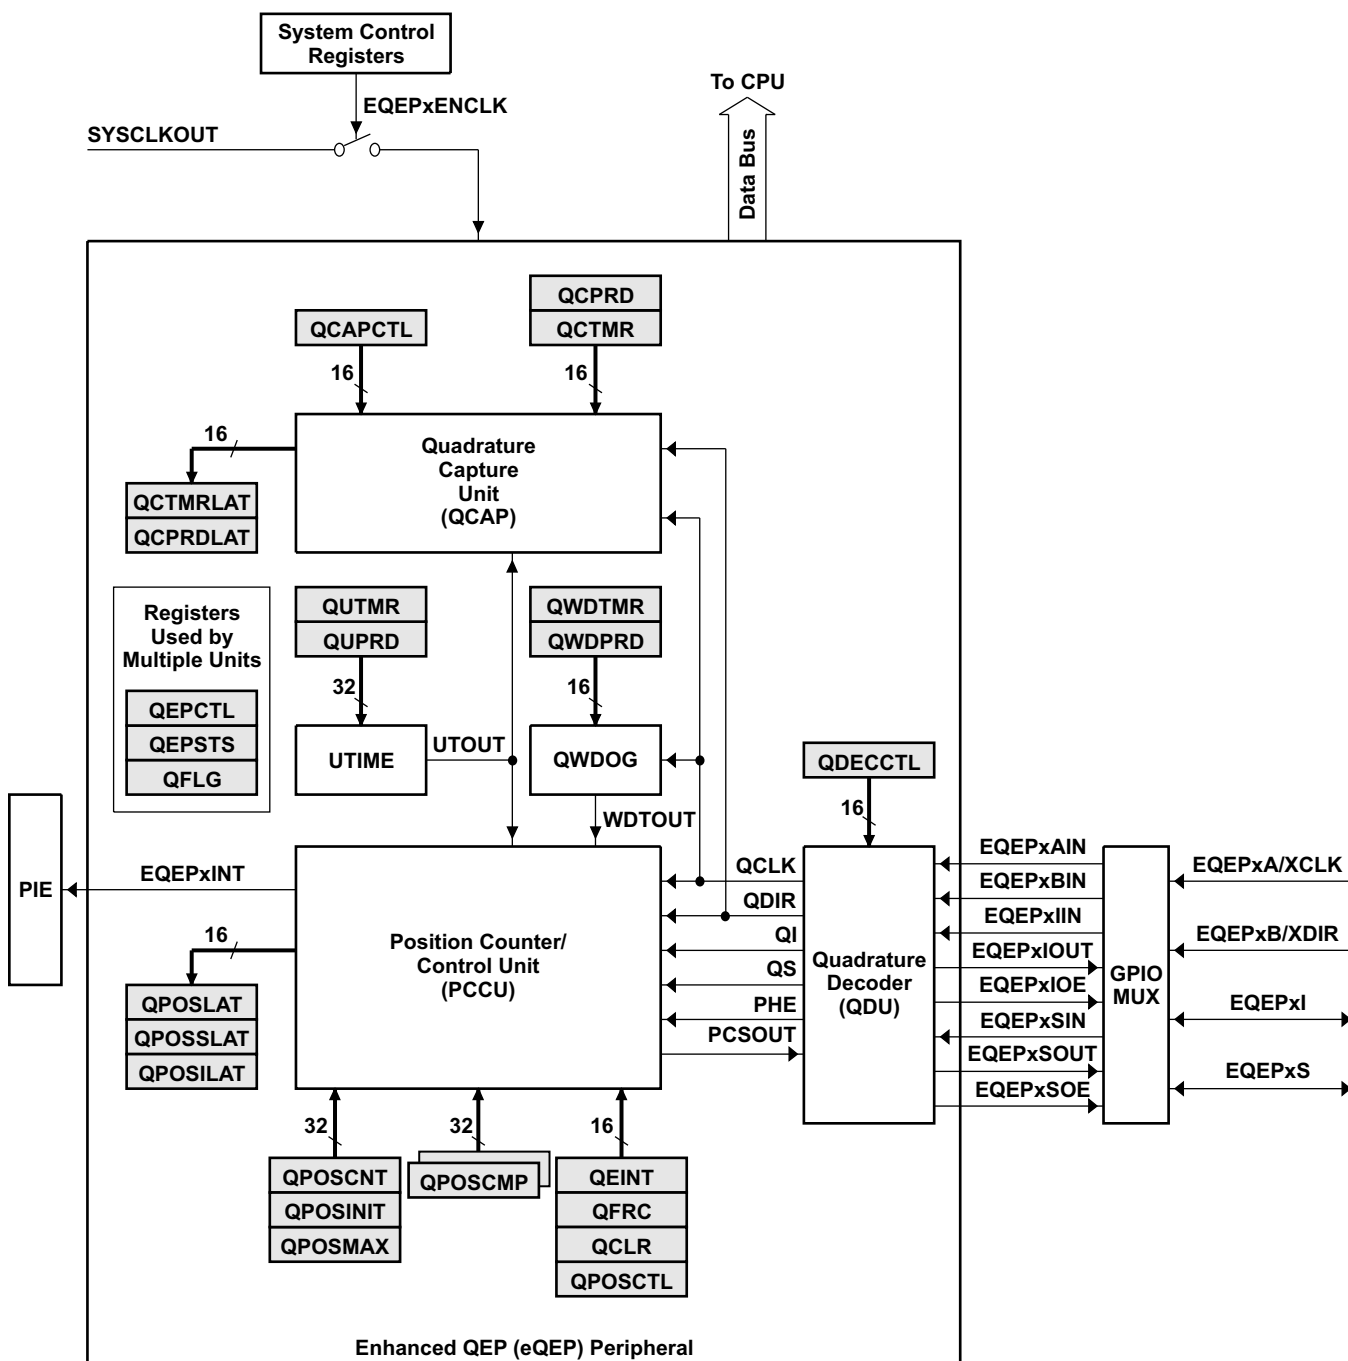 System Control
Registers
To CPU
EQEPxENCLK
SYSCLKOUT
Data Bus
QCPRD
QCAPCTL
QCTMR
16
16
16
Quadrature
Capture
Unit
(QCAP)
QCTMRLAT
QCPRDLAT
Registers
Used by
Multiple Units
QUTMR
QUPRD
QWDTMR
QWDPRD
32
16
QEPCTL
QEPSTS
QFLG
UTIME
UTOUT
QWDOG
QDECCTL
WDTOUT
16
PIE
EQEPxINT
16
Position Counter/
Control Unit
(PCCU)
QCLK
QDIR
QI
QS
PHE
PCSOUT
Quadrature
Decoder
(QDU)
EQEPxAIN
EQEPxBIN
EQEPxIIN
EQEPxIOUT
EQEPxIOE
EQEPxSIN
EQEPxSOUT
EQEPxSOE
GPIO
MUX
EQEPxA/XCLK
EQEPxB/XDIR
EQEPxI
EQEPxS
QPOSLAT
QPOSSLAT
QPOSILAT
32
32
16
QPOSCNT
QPOSINIT
QPOSMAX
QPOSCMP
QEINT
QFRC
QCLR
QPOSCTL
Enhanced QEP (eQEP) Peripheral